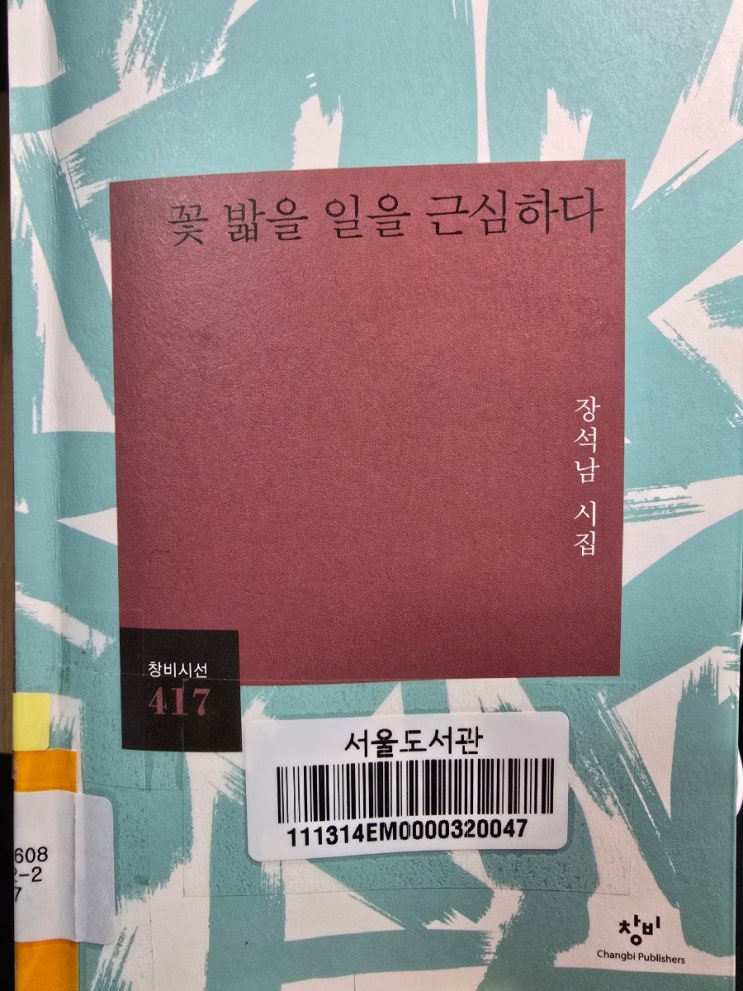 꽃 밟을 일을 근심하다
장석남 시집
창비시선
417
서울도서관
111314EM0000320047
608
2-2
7
창비
Changbi Publishers